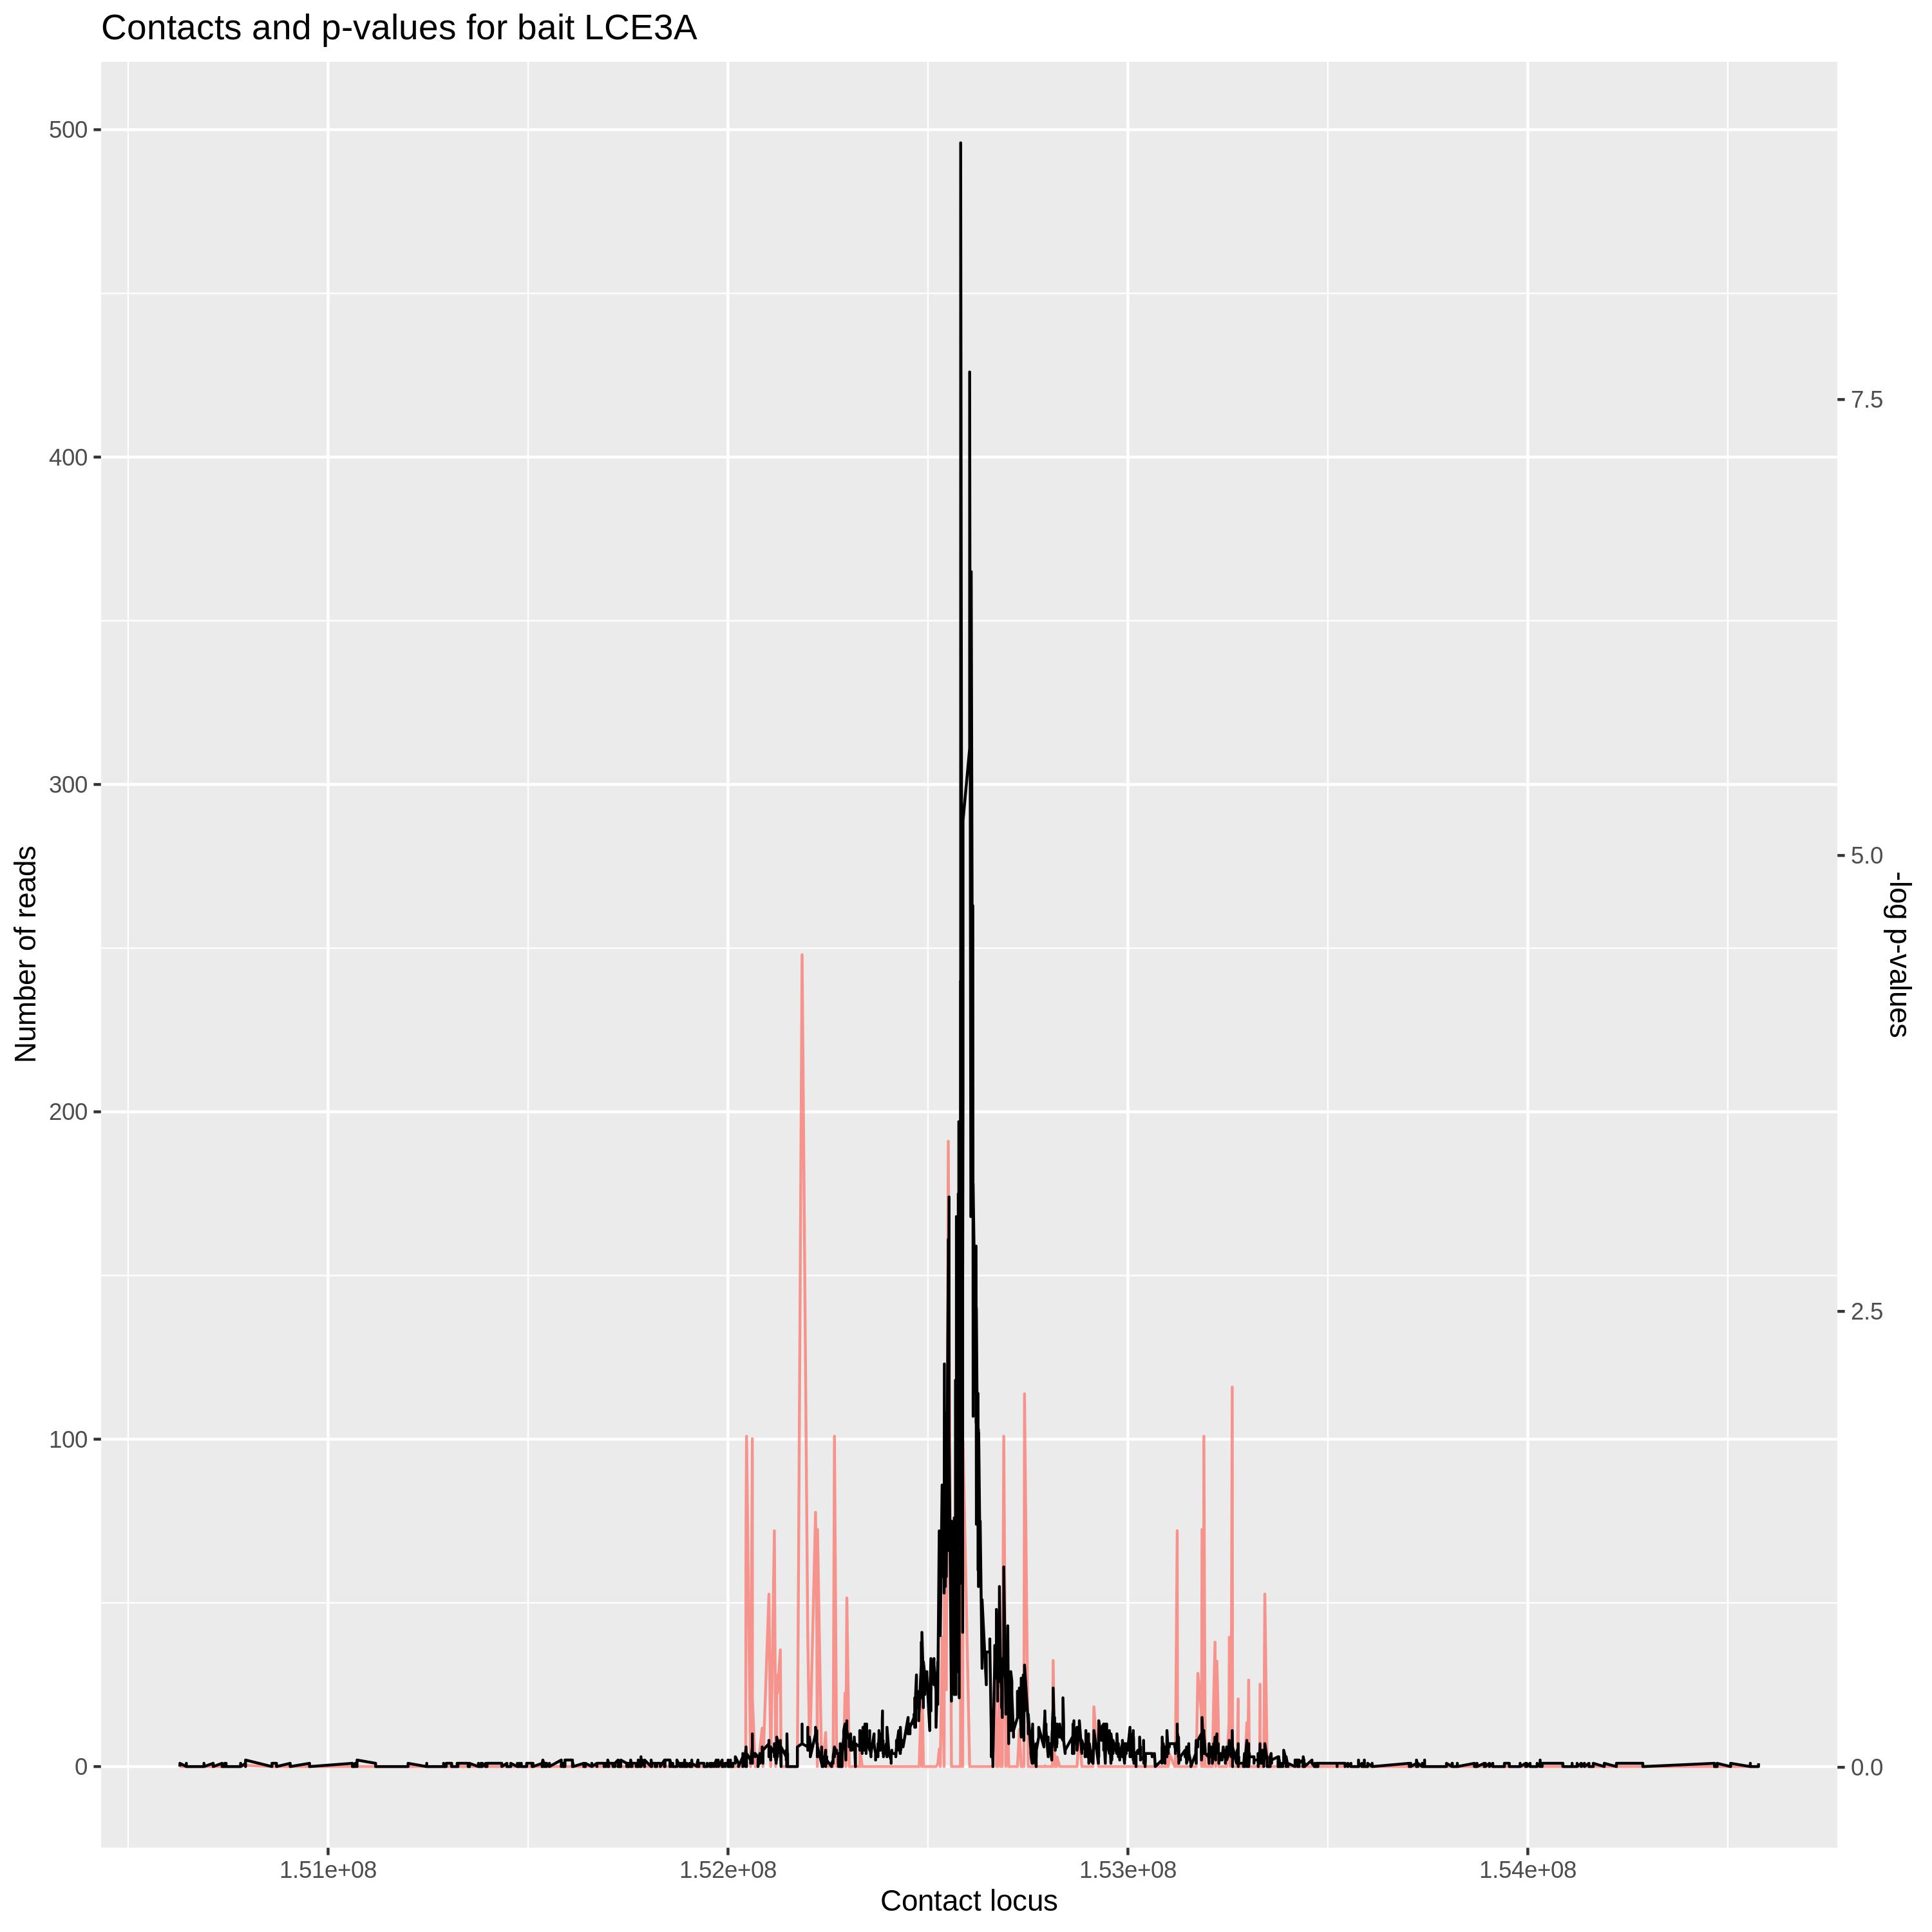 Contacts and p-values for bait LCE3A
500
400
300
200
100
0
Number of reads
7.5
5.0
2.5
0.0
-log p-values
1.51e+08
1.52e+08
1.53e+08
1.54e+08
Contact locus